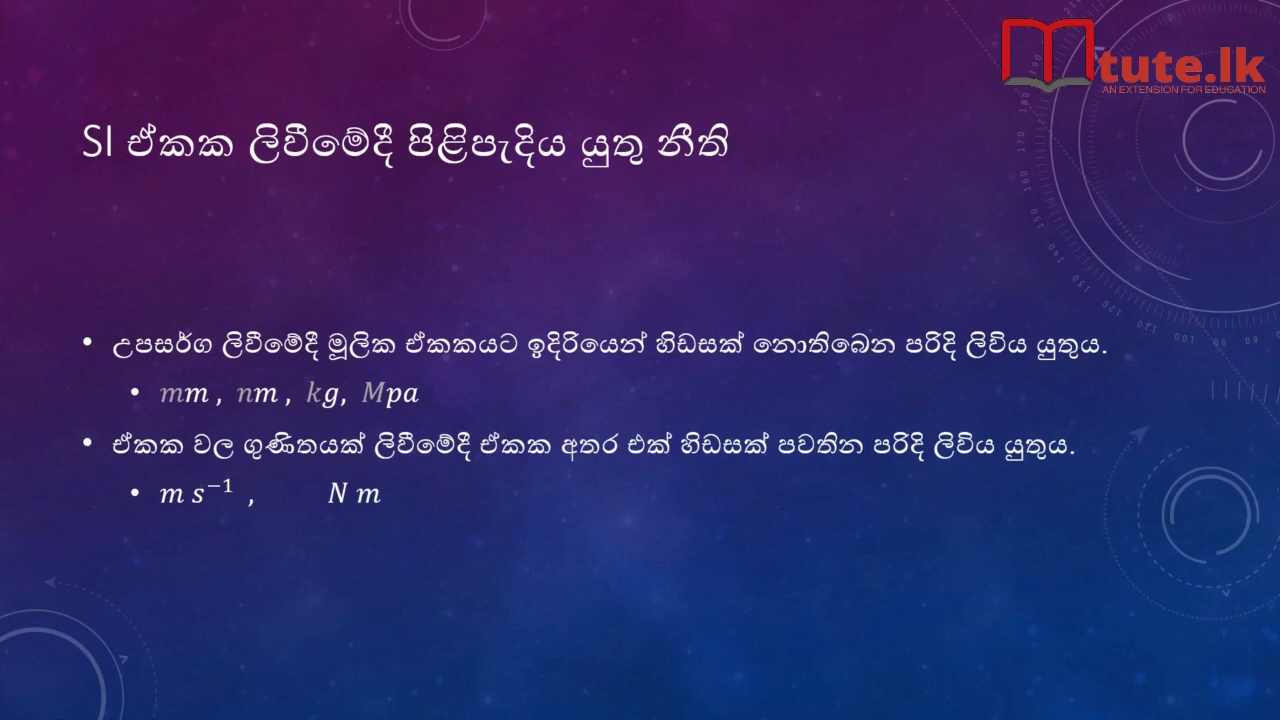 tute.lk
AN EXTENSION FOR EDUCATION
SI ඒකක ලිවීමේදී පිළිපැදිය යුතු නීති
• උපසර්ග ලිවීමේදී මූලික ඒකකයට ඉදිරියෙන් හිඩසක් නොතිබෙන පරිදි ලිවිය යුතුය.
• mm , nm , kg, Mpa
• ඒකක වල ගුණිතයක් ලිවීමේදී ඒකක අතර එක් හිඩසක් පවතින පරිදි ලිවිය යුතුය.
• m s⁻¹ , N m